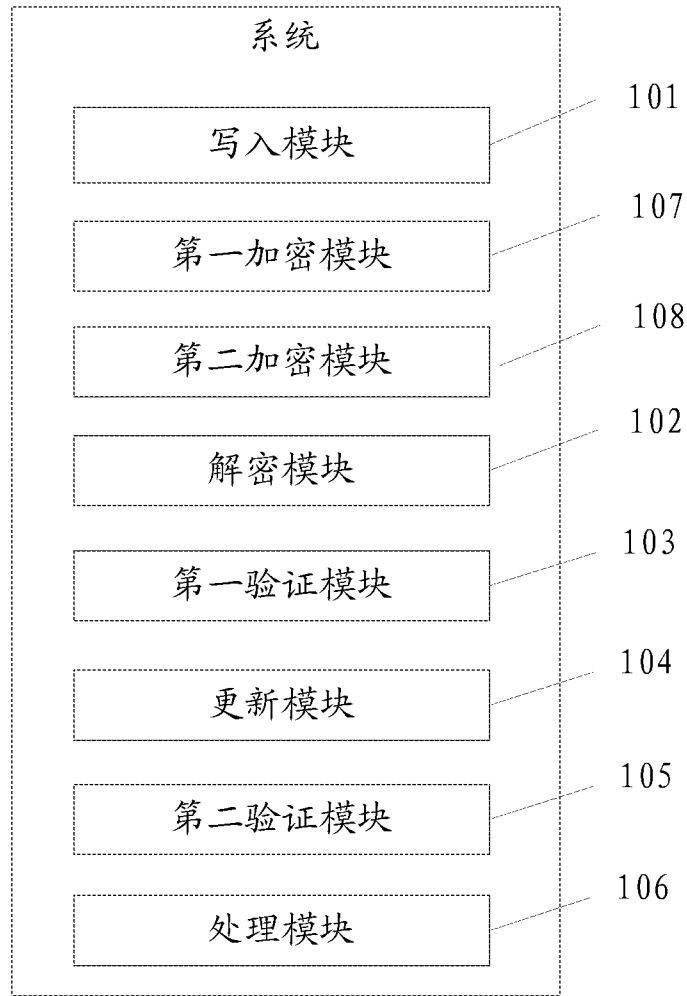 系统
写入模块 101
第一加密模块 107
第二加密模块 108
解密模块 102
第一验证模块 103
更新模块 104
第二验证模块 105
处理模块 106